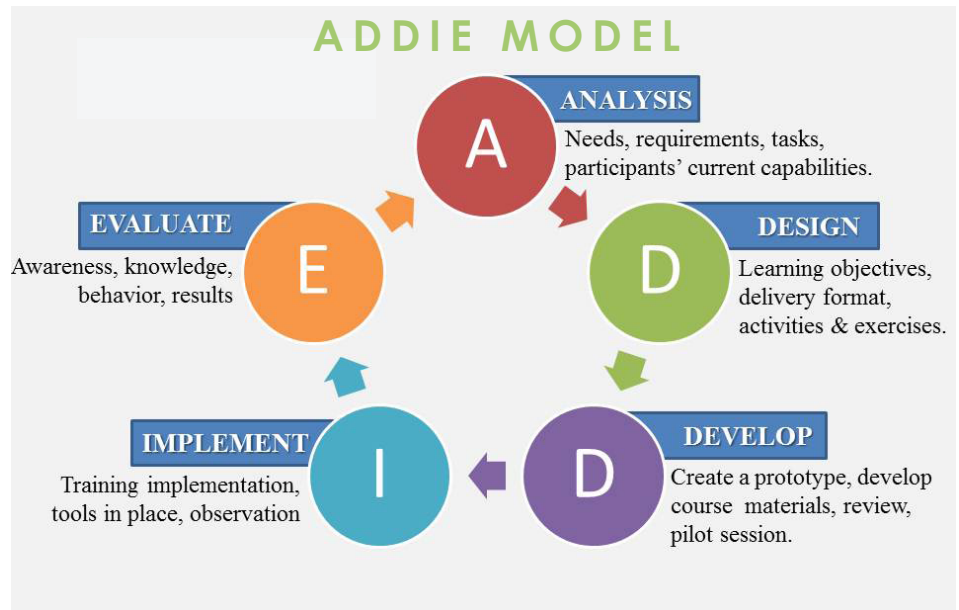 ADDIE MODEL
A
ANALYSIS
Needs, requirements, tasks,
participants’ current capabilities.
D
DESIGN
Learning objectives,
delivery format,
activities & exercises.
D
DEVELOP
Create a prototype, develop
course materials, review,
pilot session.
I
IMPLEMENT
Training implementation,
tools in place, observation
E
EVALUATE
Awareness, knowledge,
behavior, results